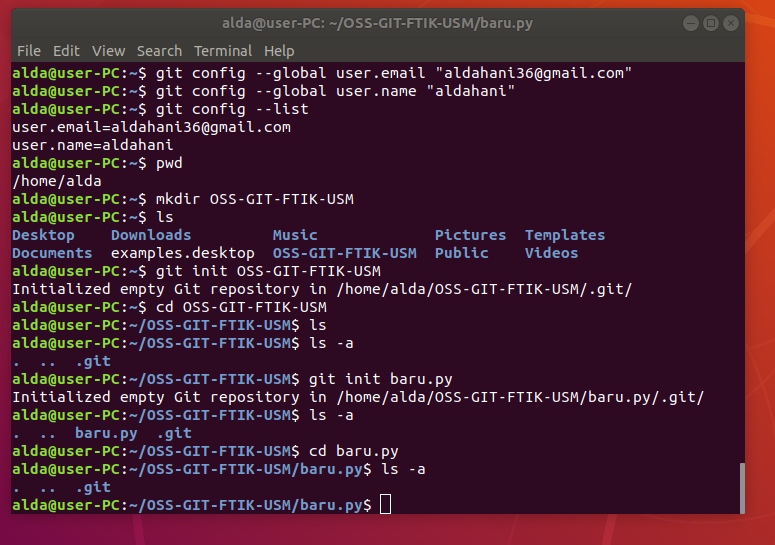 alda@user-PC: ~/OSS-GIT-FTIK-USM/baru.py
File Edit View Search Terminal Help
alda@user-PC:~$ git config --global user.email "aldahani36@gmail.com"
alda@user-PC:~$ git config --global user.name "aldahani"
alda@user-PC:~$ git config --list
user.email=aldahani36@gmail.com
user.name=aldahani
alda@user-PC:~$ pwd
/home/alda
alda@user-PC:~$ mkdir OSS-GIT-FTIK-USM
alda@user-PC:~$ ls
Desktop    Downloads         Music             Pictures  Templates
Documents  examples.desktop  OSS-GIT-FTIK-USM  Public    Videos
alda@user-PC:~$ git init OSS-GIT-FTIK-USM
Initialized empty Git repository in /home/alda/OSS-GIT-FTIK-USM/.git/
alda@user-PC:~$ cd OSS-GIT-FTIK-USM
alda@user-PC:~/OSS-GIT-FTIK-USM$ ls
alda@user-PC:~/OSS-GIT-FTIK-USM$ ls -a
.  ..  .git
alda@user-PC:~/OSS-GIT-FTIK-USM$ git init baru.py
Initialized empty Git repository in /home/alda/OSS-GIT-FTIK-USM/baru.py/.git/
alda@user-PC:~/OSS-GIT-FTIK-USM$ ls -a
.  ..  baru.py  .git
alda@user-PC:~/OSS-GIT-FTIK-USM$ cd baru.py
alda@user-PC:~/OSS-GIT-FTIK-USM/baru.py$ ls -a
.  ..  .git
alda@user-PC:~/OSS-GIT-FTIK-USM/baru.py$